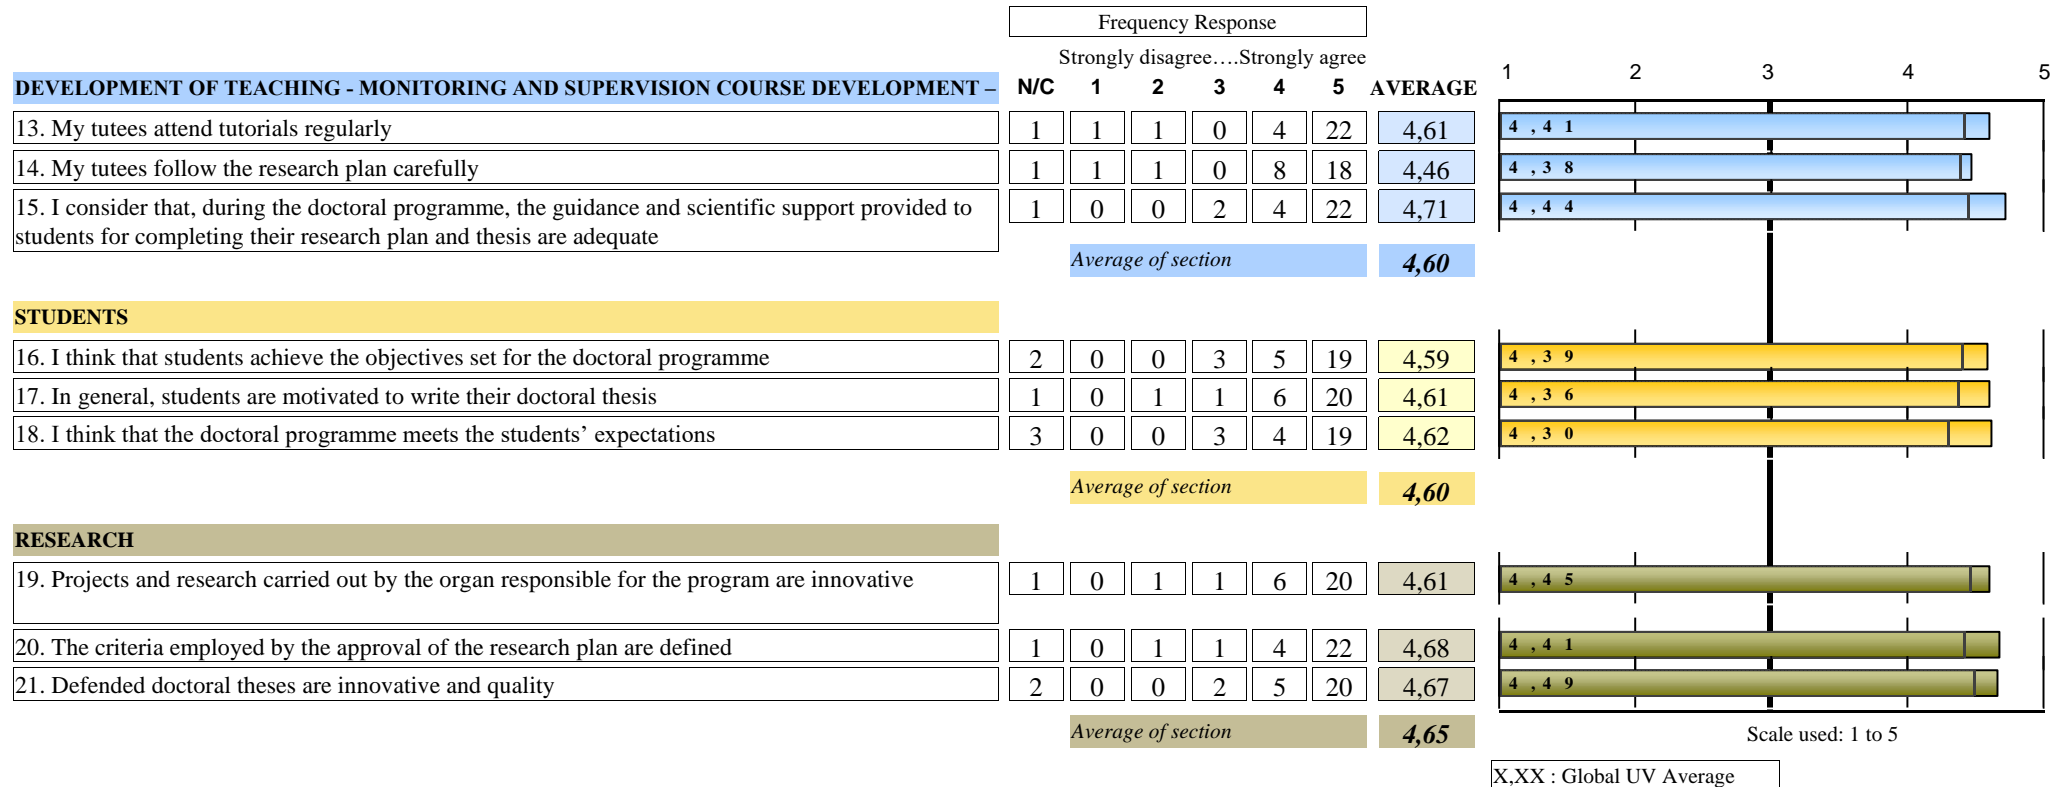 Frequency Response
Strongly disagree….Strongly agree
DEVELOPMENT OF TEACHING - MONITORING AND SUPERVISION COURSE DEVELOPMENT – N/C 1 2 3 4 5 AVERAGE 1 2 3 4 5
13. My tutees attend tutorials regularly 1 1 1 0 4 22 4,61 4,41
14. My tutees follow the research plan carefully 1 1 1 0 8 18 4,46 4,38
15. I consider that, during the doctoral programme, the guidance and scientific support provided to 1 0 0 2 4 22 4,71 4,44
students for completing their research plan and thesis are adequate
Average of section 4,60
STUDENTS
16. I think that students achieve the objectives set for the doctoral programme 2 0 0 3 5 19 4,59 4,39
17. In general, students are motivated to write their doctoral thesis 1 0 1 1 6 20 4,61 4,36
18. I think that the doctoral programme meets the students’ expectations 3 0 0 3 4 19 4,62 4,30
Average of section 4,60
RESEARCH
19. Projects and research carried out by the organ responsible for the program are innovative 1 0 1 1 6 20 4,61 4,45
20. The criteria employed by the approval of the research plan are defined 1 0 1 1 4 22 4,68 4,41
21. Defended doctoral theses are innovative and quality 2 0 0 2 5 20 4,67 4,49
Average of section 4,65
Scale used: 1 to 5
X,XX : Global UV Average